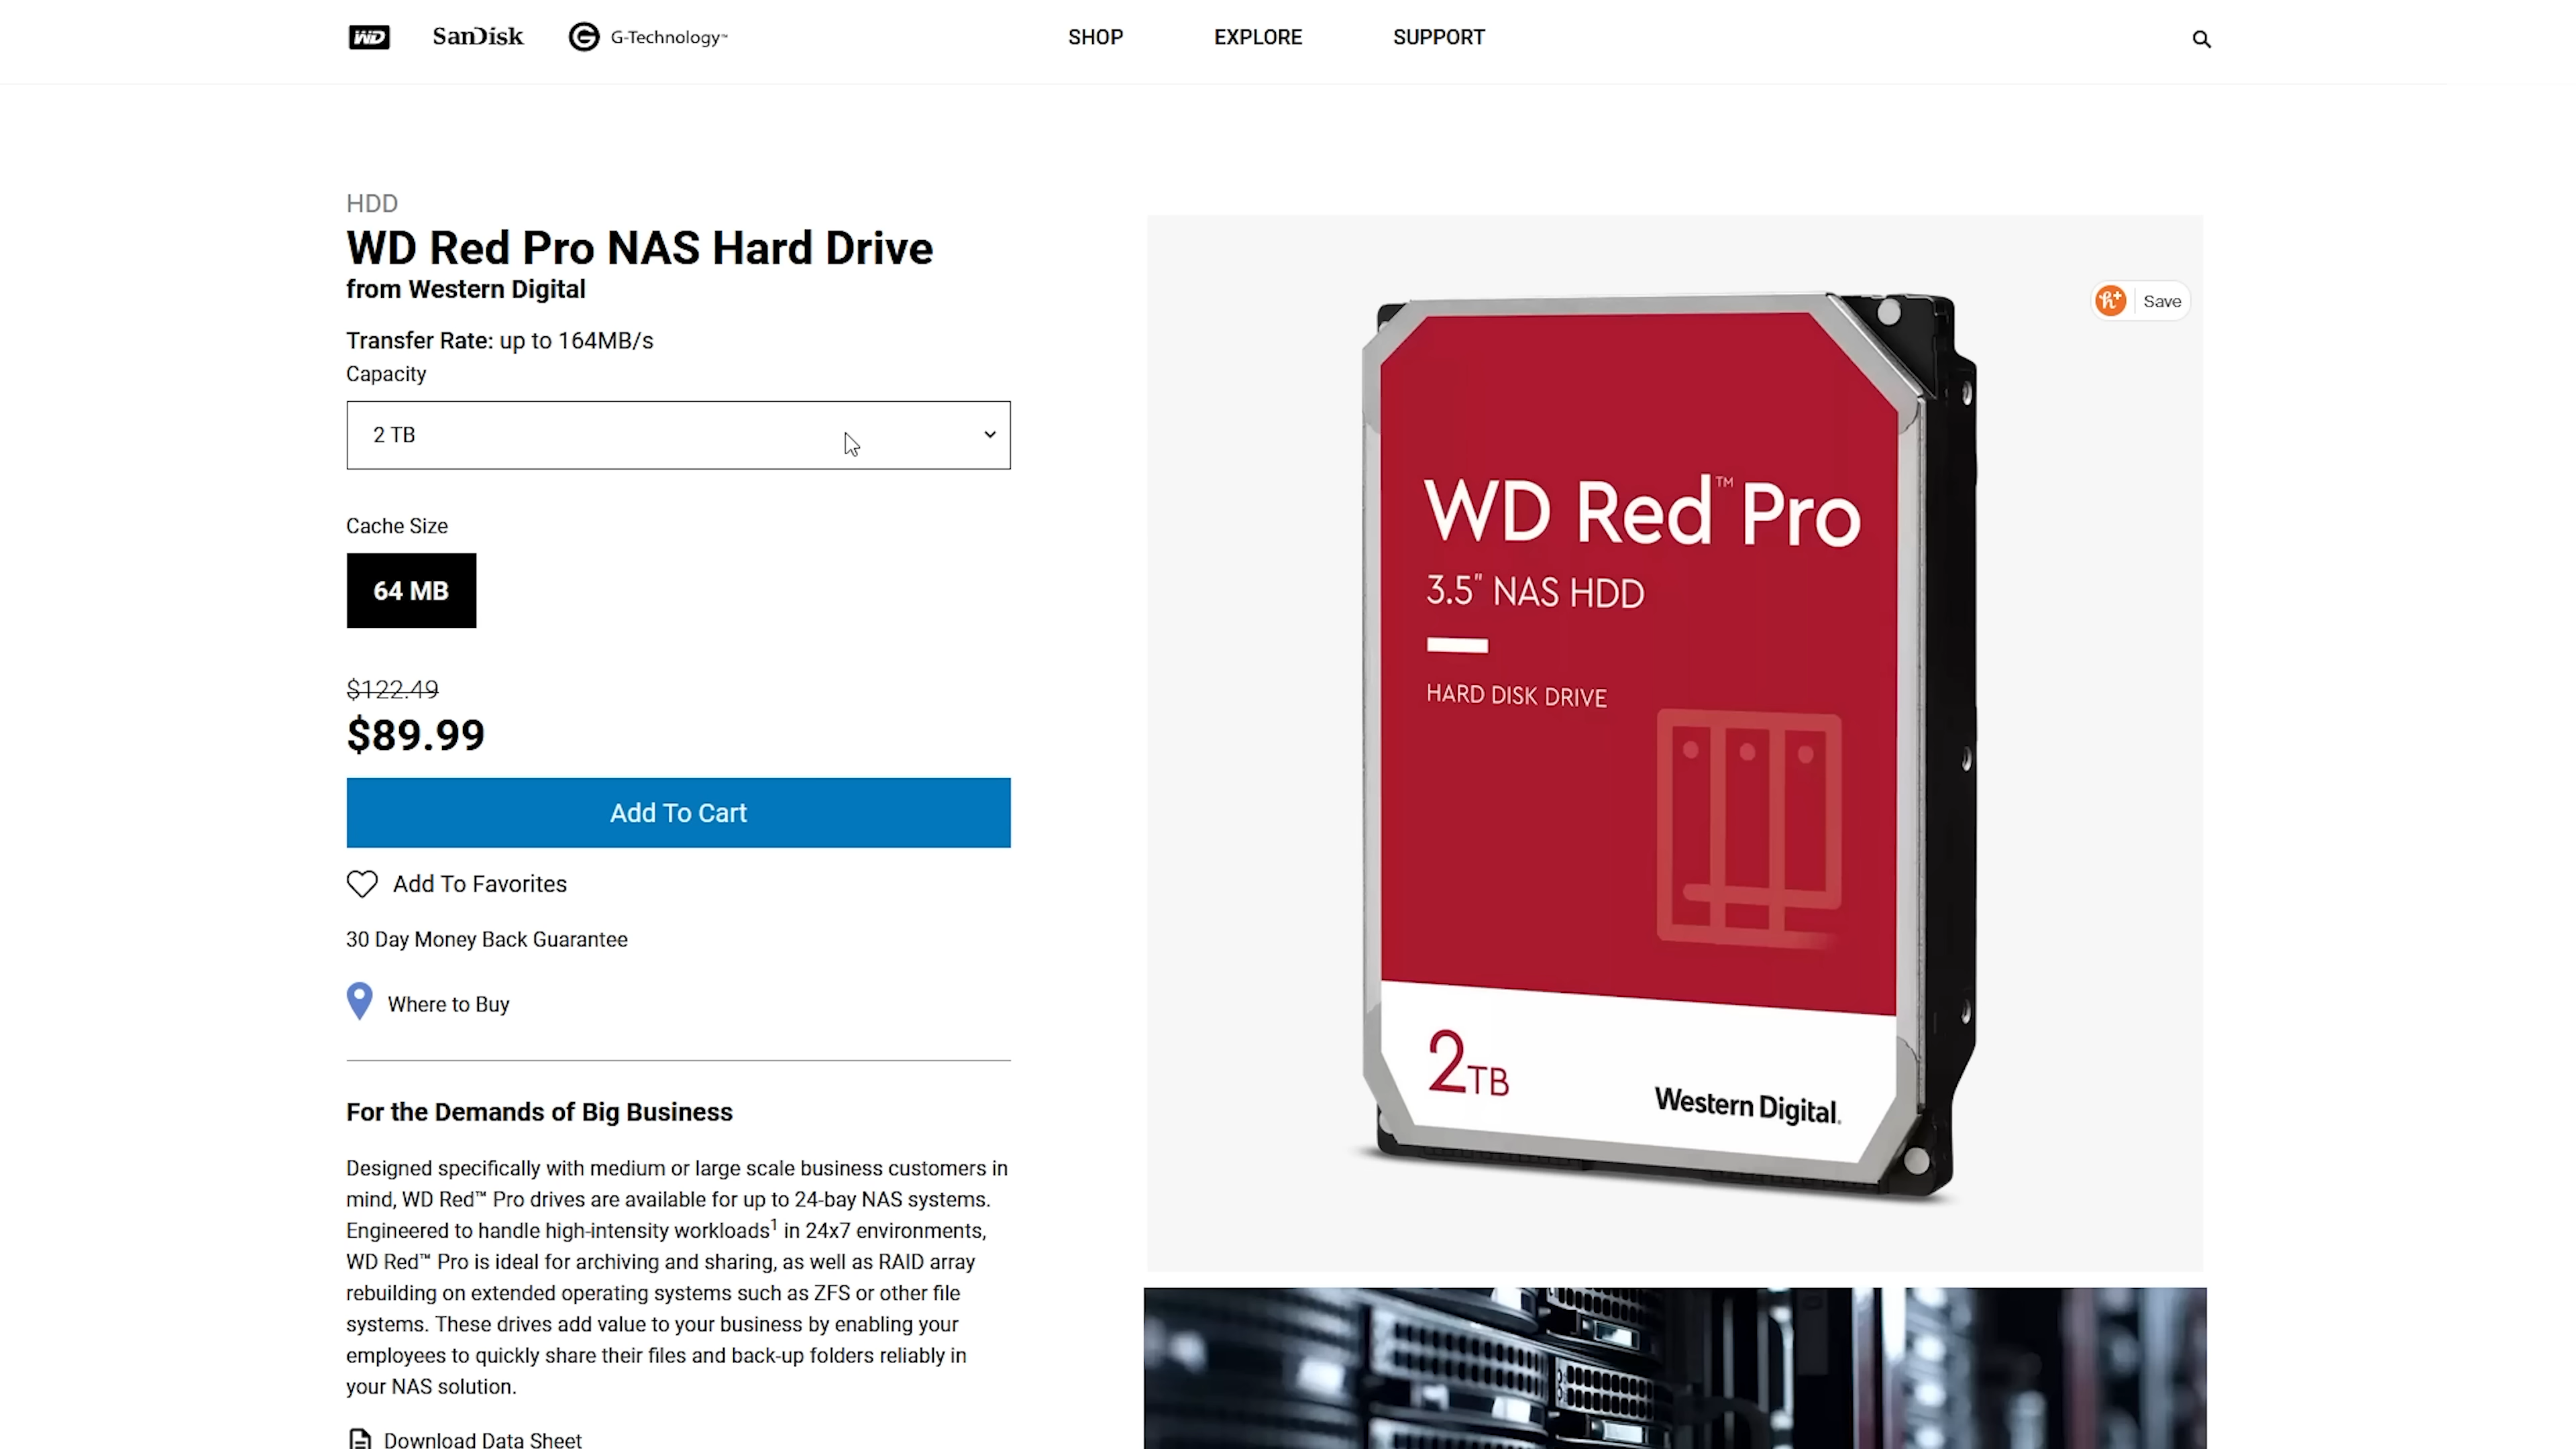 WD SanDisk G-Technology™ SHOP EXPLORE SUPPORT
HDD
WD Red Pro NAS Hard Drive
from Western Digital
Transfer Rate: up to 164MB/s
Capacity
2 TB
Cache Size
64 MB
$122.49
$89.99
Add To Cart
Add To Favorites
30 Day Money Back Guarantee
Where to Buy
For the Demands of Big Business
Designed specifically with medium or large scale business customers in
mind, WD Red™ Pro drives are available for up to 24-bay NAS systems.
Engineered to handle high-intensity workloads¹ in 24x7 environments,
WD Red™ Pro is ideal for archiving and sharing, as well as RAID array
rebuilding on extended operating systems such as ZFS or other file
systems. These drives add value to your business by enabling your
employees to quickly share their files and back-up folders reliably in
your NAS solution.
Download Data Sheet
h+ Save
WD Red™ Pro
3.5" NAS HDD
HARD DISK DRIVE
2TB
Western Digital.